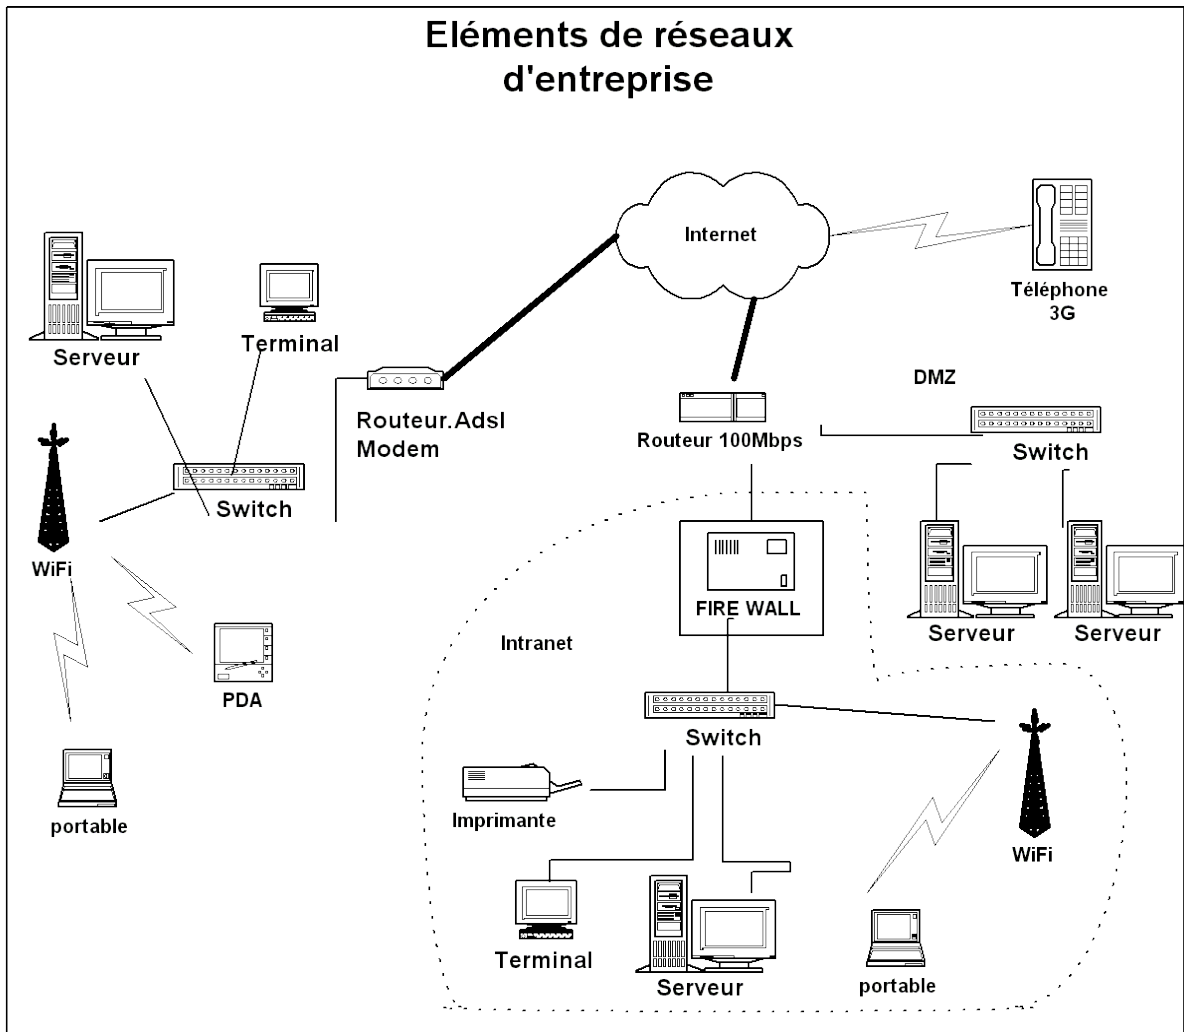 Eléments de réseaux
d'entreprise
Internet
Téléphone
3G
Serveur
Terminal
Routeur.Adsl
Modem
Routeur 100Mbps
DMZ
Switch
Switch
WiFi
FIRE WALL
Serveur
Serveur
Intranet
PDA
Switch
portable
Imprimante
WiFi
Terminal
Serveur
portable